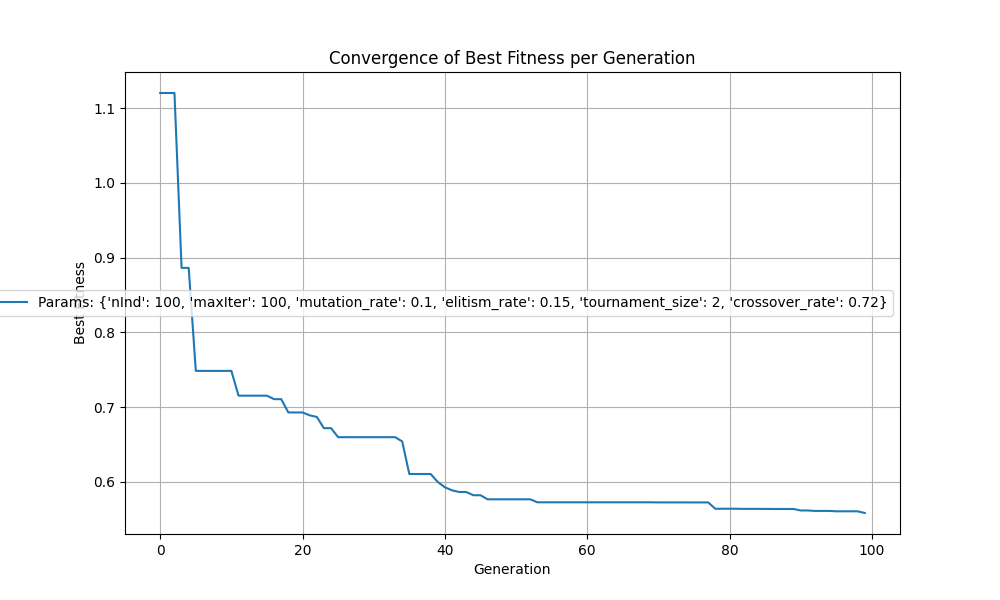 Convergence of Best Fitness per Generation
1.1
1.0
0.9
0.8
0.7
0.6
Best
Params: {'nInd': 100, 'maxIter': 100, 'mutation_rate': 0.1, 'elitism_rate': 0.15, 'tournament_size': 2, 'crossover_rate': 0.72}
0 20 40 60 80 100
Generation